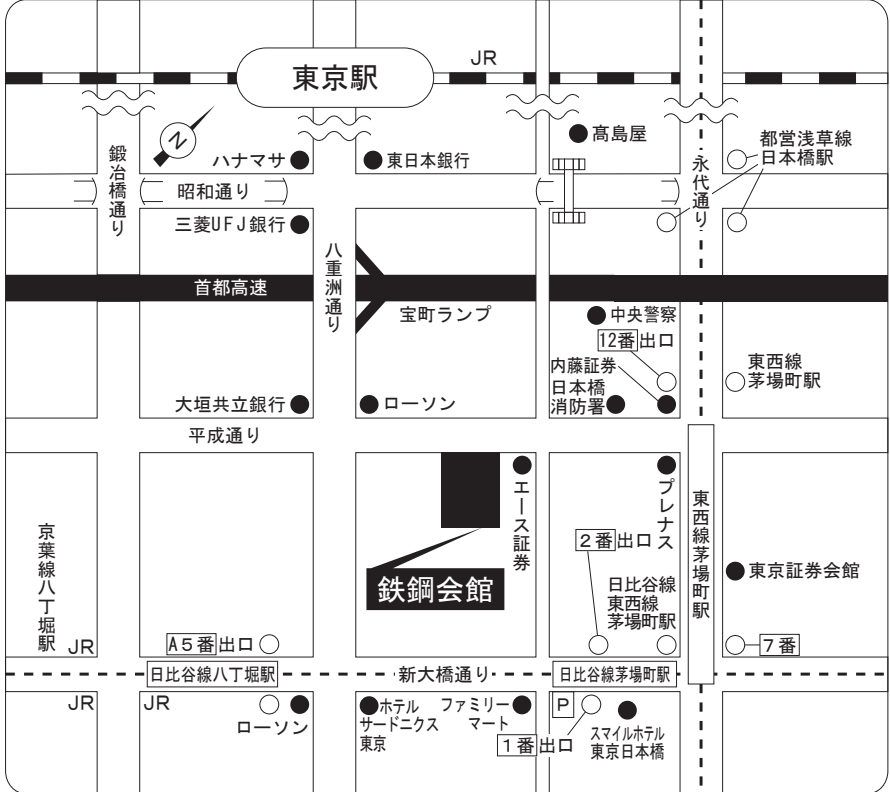 JR
東京駅
N
髙島屋
都営浅草線
日本橋駅
鍛冶橋通り
ハナマサ
東日本銀行
永代通り
昭和通り
三菱UFJ銀行
八重洲通り
首都高速
宝町ランプ
中央警察
12番出口
内藤証券
日本橋
消防署
東西線
茅場町駅
大垣共立銀行
ローソン
平成通り
エース証券
プレナス
東西線茅場町駅
京葉線八丁堀駅
2番出口
鉄鋼会館
日比谷線
東西線
茅場町駅
東京証券会館
JR
A5番出口
7番
日比谷線八丁堀駅
新大橋通り
日比谷線茅場町駅
JR
JR
ローソン
ホテル
サードニクス
東京
ファミリー
マート
P
1番出口
スマイルホテル
東京日本橋